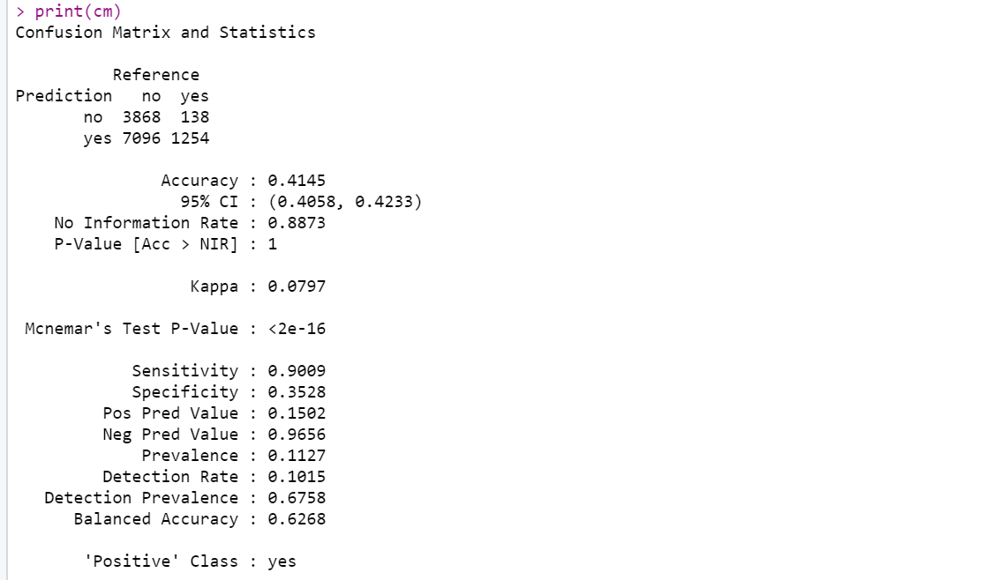 > print(cm)
Confusion Matrix and Statistics
Reference
Prediction no yes
no 3868 138
yes 7096 1254
Accuracy : 0.4145
95% CI : (0.4058, 0.4233)
No Information Rate : 0.8873
P-Value [Acc > NIR] : 1
Kappa : 0.0797
Mcnemar's Test P-Value : <2e-16
Sensitivity : 0.9009
Specificity : 0.3528
Pos Pred Value : 0.1502
Neg Pred Value : 0.9656
Prevalence : 0.1127
Detection Rate : 0.1015
Detection Prevalence : 0.6758
Balanced Accuracy : 0.6268
'Positive' Class : yes